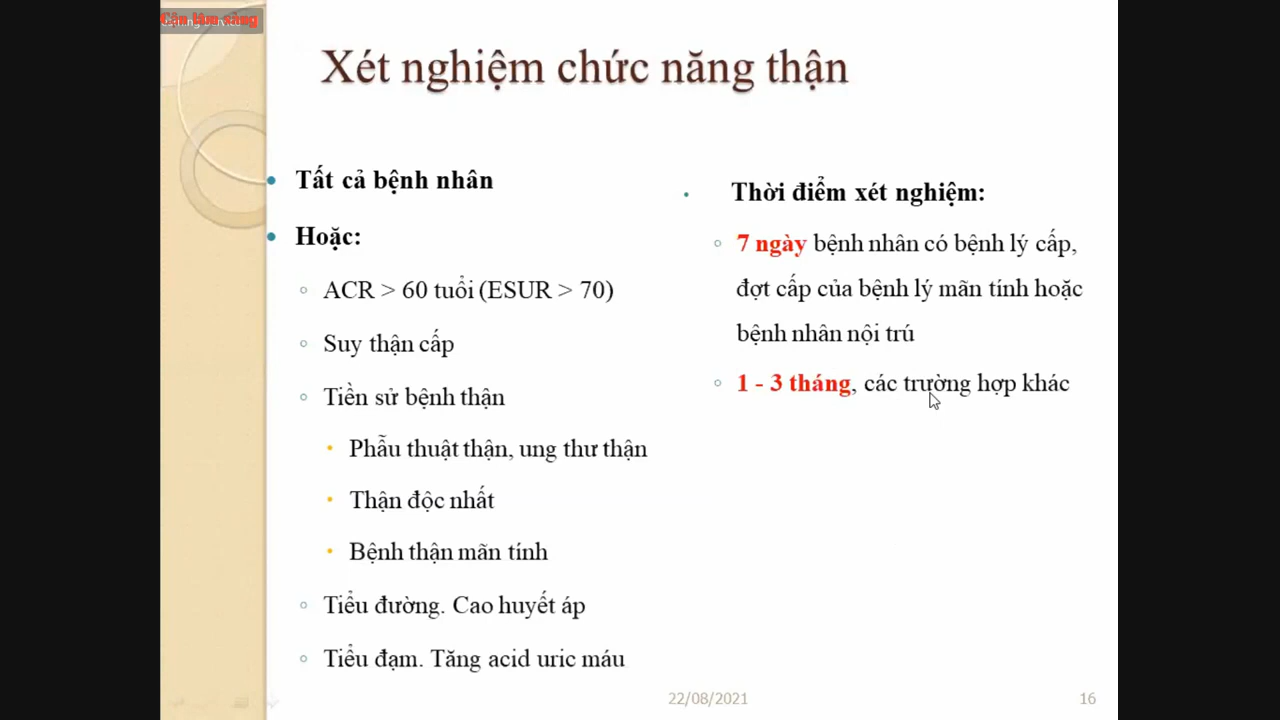 Cận lâm sàng
Xét nghiệm chức năng thận
Tất cả bệnh nhân
Hoặc:
ACR > 60 tuổi (ESUR > 70)
Suy thận cấp
Tiền sử bệnh thận
Phẫu thuật thận, ung thư thận
Thận độc nhất
Bệnh thận mãn tính
Tiểu đường. Cao huyết áp
Tiểu đạm. Tăng acid uric máu
Thời điểm xét nghiệm:
7 ngày bệnh nhân có bệnh lý cấp,
đợt cấp của bệnh lý mãn tính hoặc
bệnh nhân nội trú
1 - 3 tháng, các trường hợp khác
22/08/2021
16